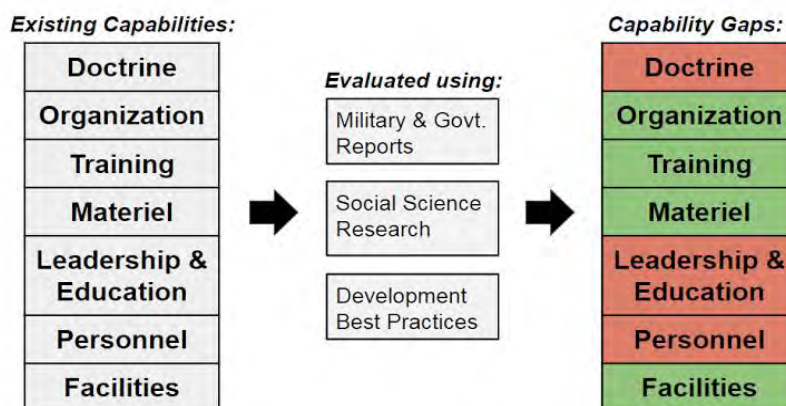 Existing Capabilities:
Doctrine
Organization
Training
Materiel
Leadership &
Education
Personnel
Facilities
Evaluated using:
Military & Govt.
Reports
Social Science
Research
Development
Best Practices
Capability Gaps:
Doctrine
Organization
Training
Materiel
Leadership &
Education
Personnel
Facilities